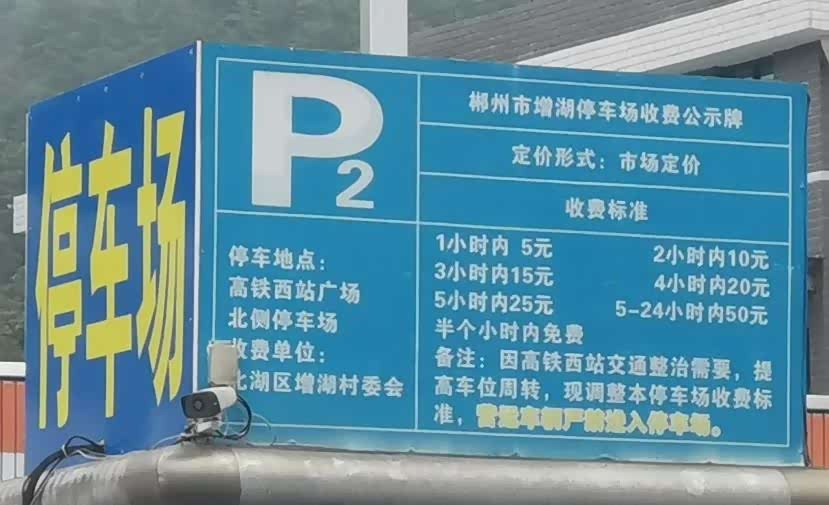 停车场
P2
郴州市增湖停车场收费公示牌
定价形式：市场定价
收费标准
停车地点：
高铁西站广场
北侧停车场
收费单位：
北湖区增湖村委会
1小时内 5元 2小时内10元
3小时内15元 4小时内20元
5小时内25元 5-24小时内50元
半个小时内免费
备注：因高铁西站交通整治需要，提
高车位周转，现调整本停车场收费标
准，营运车辆严禁进入停车场。